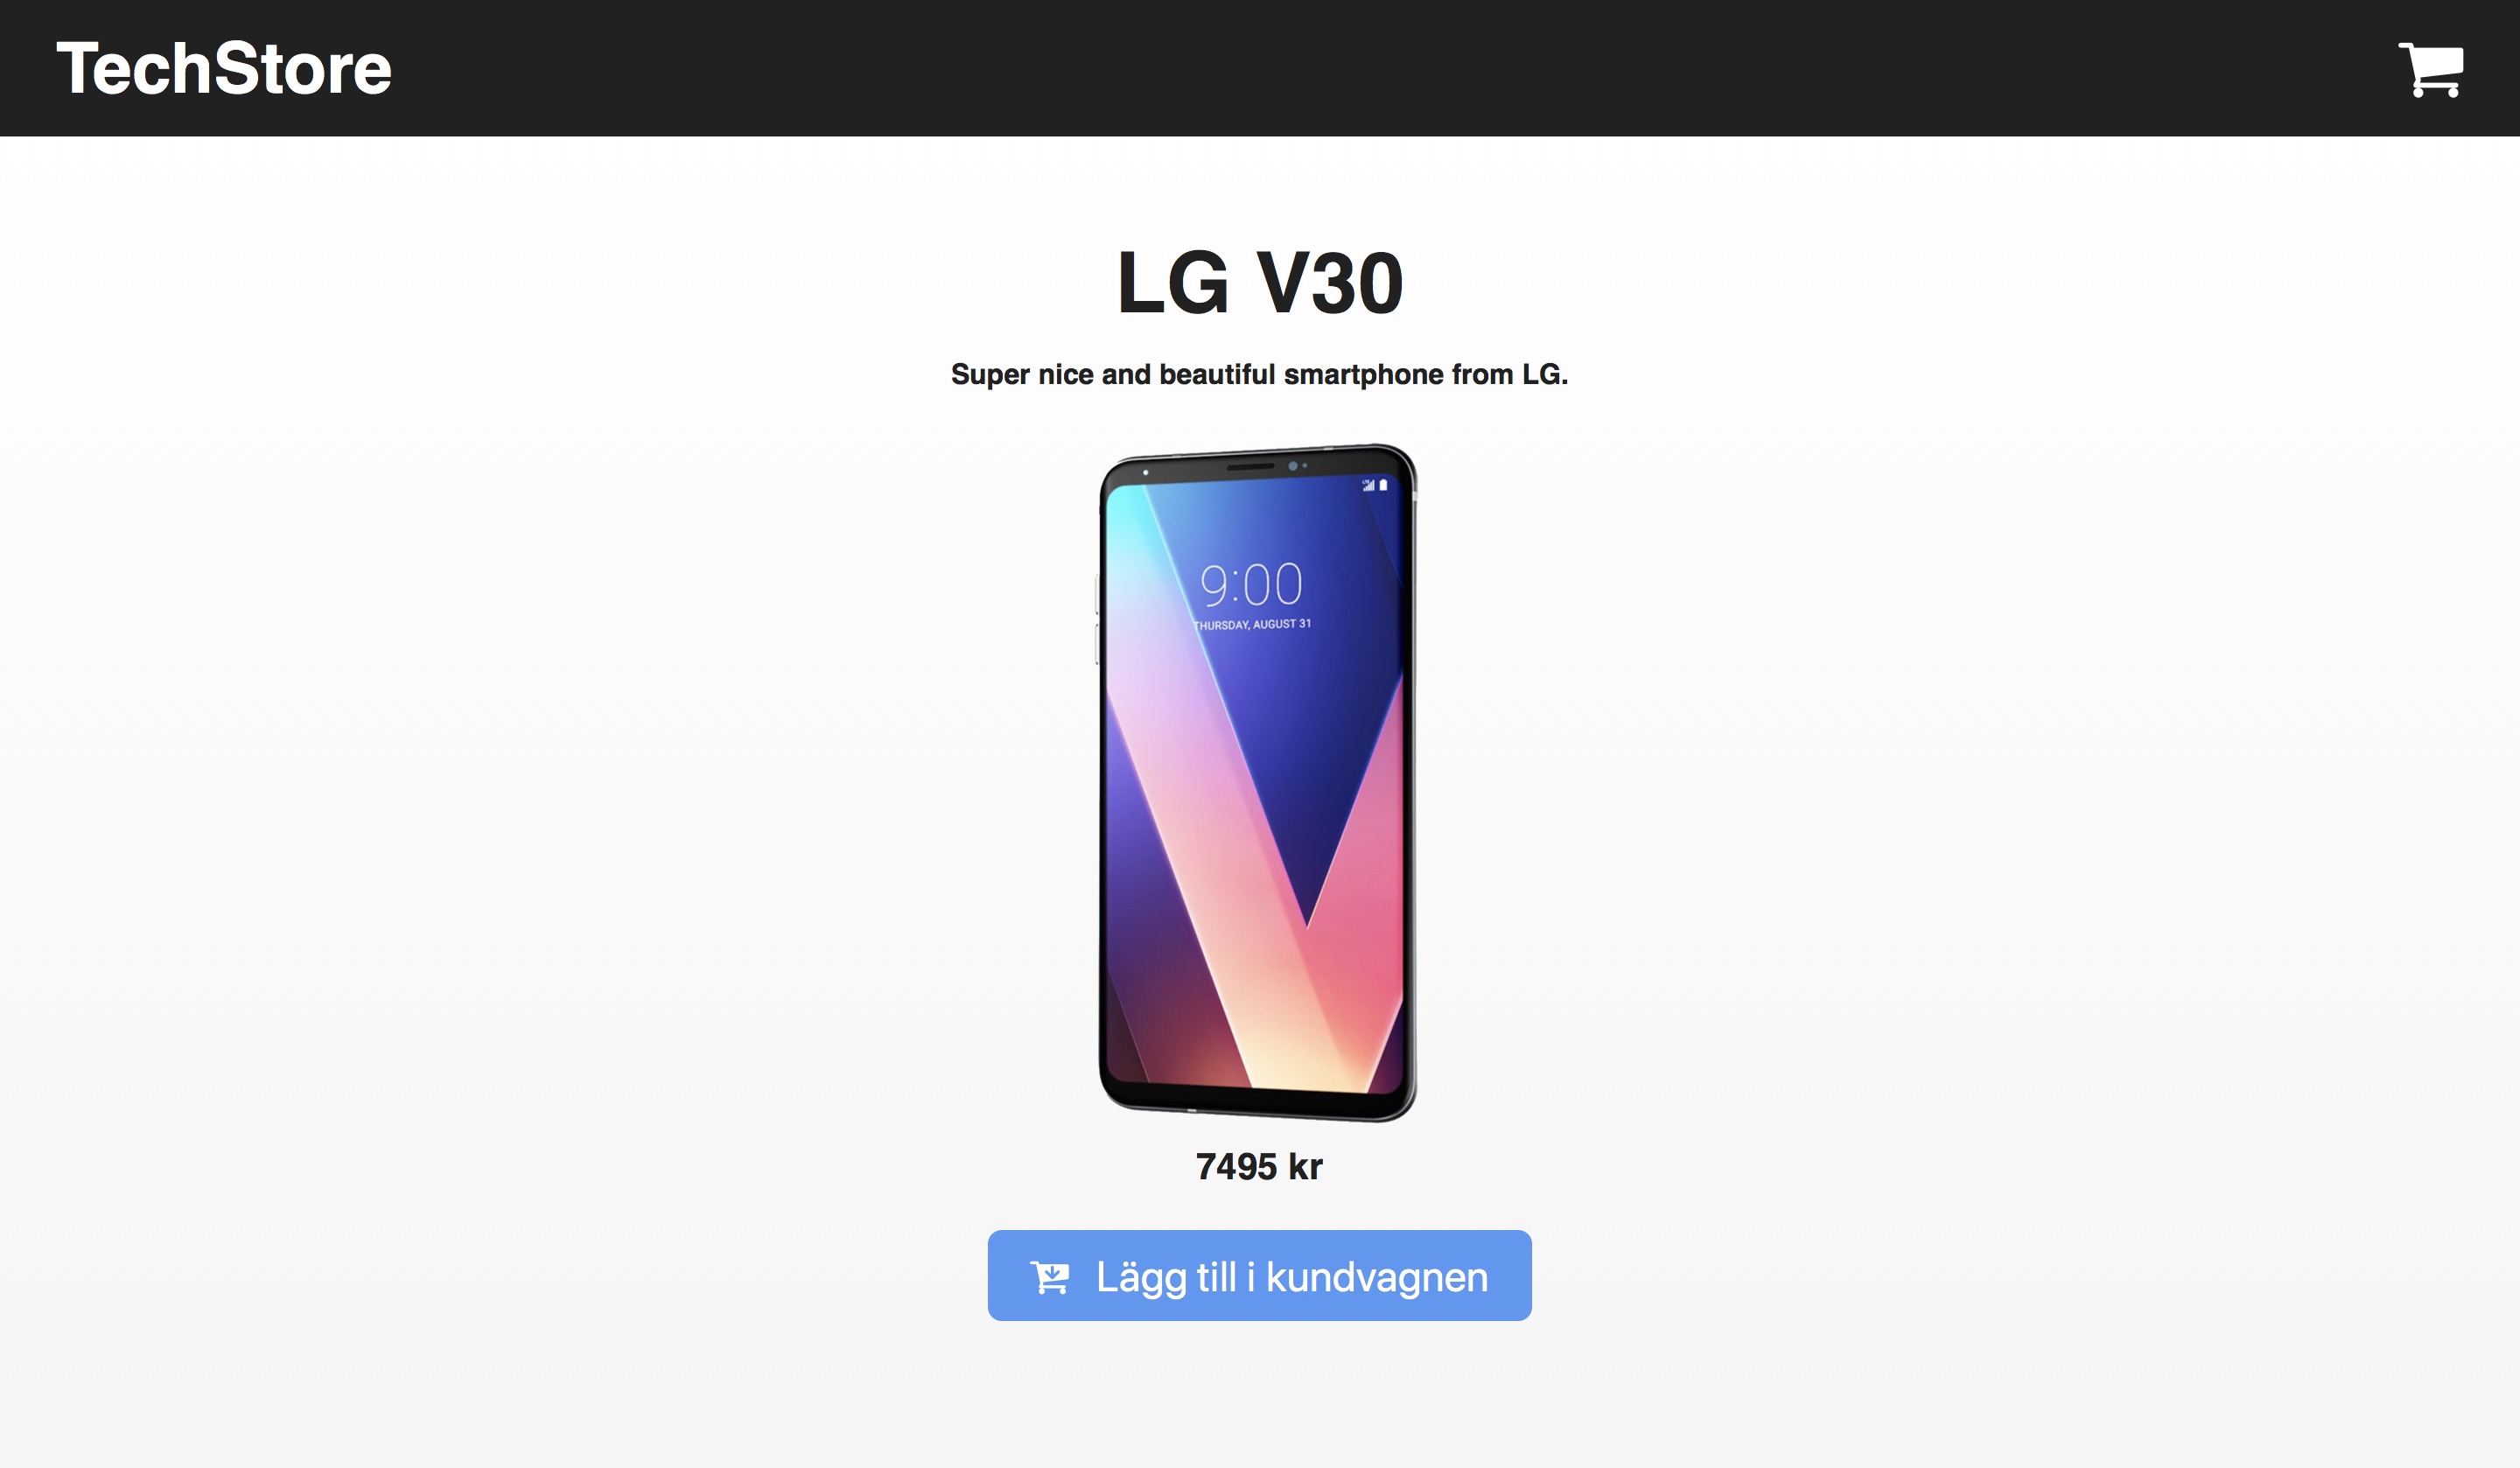 TechStore
LG V30
Super nice and beautiful smartphone from LG.
9:00
THURSDAY, AUGUST 31
7495 kr
Lägg till i kundvagnen